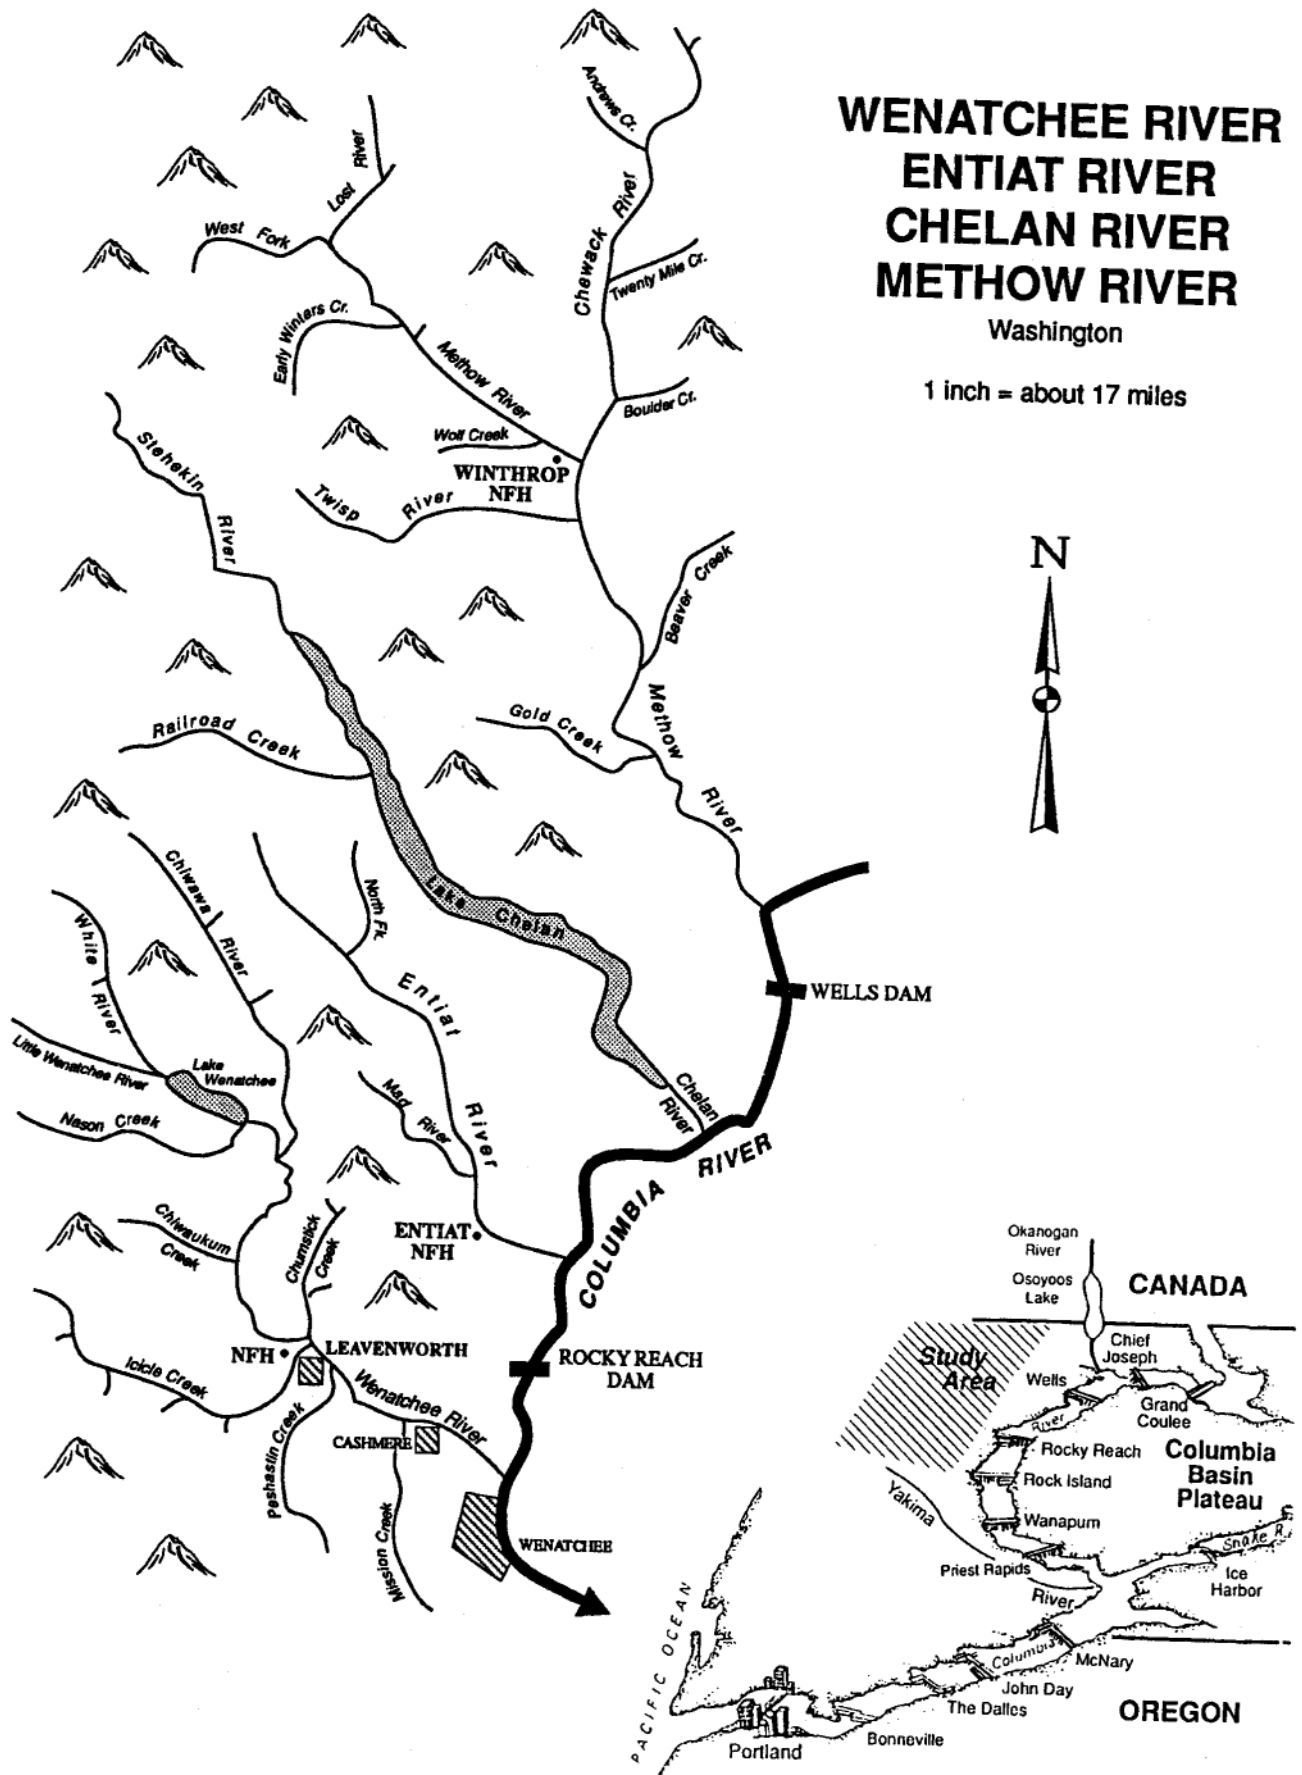 WENATCHEE RIVER
ENTIAT RIVER
CHELAN RIVER
METHOW RIVER
Washington
1 inch = about 17 miles
N
Andrews Cr.
Lost River
West Fork
Chewack River
Twenty Mile Cr.
Early Winters Cr.
Methow River
Boulder Cr.
Wolf Creek
WINTHROP
NFH
Stehekin River
Twisp River
Beaver Creek
Methow River
Gold Creek
Railroad Creek
Lake Chelan
Chiwawa River
North Fk.
White River
Entiat River
WELLS DAM
Little Wenatchee River
Lake
Wenatchee
Nason Creek
Mad River
Chelan
River
COLUMBIA RIVER
Chiwaukum
Creek
Chumstick
Creek
ENTIAT
NFH
NFH
LEAVENWORTH
Icicle Creek
ROCKY REACH
DAM
Wenatchee River
Peshastin Creek
CASHMERE
Mission Creek
WENATCHEE
Okanogan
River
Osoyoos
Lake
CANADA
Study
Area
Chief
Joseph
Wells
Grand
Coulee
River
Rocky Reach
Columbia
Basin
Plateau
Rock Island
Yakima
Wanapum
Snake R.
Priest Rapids
Ice
Harbor
River
PACIFIC OCEAN
Columbia
McNary
John Day
The Dalles
OREGON
Bonneville
Portland